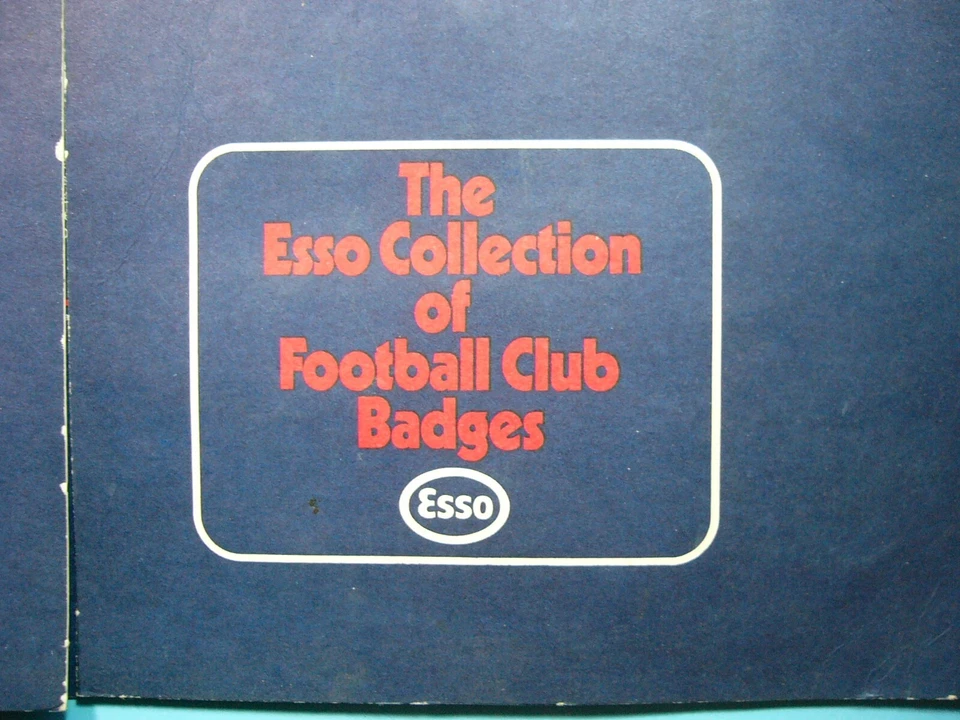 The
Esso Collection
of
Football Club
Badges
Esso